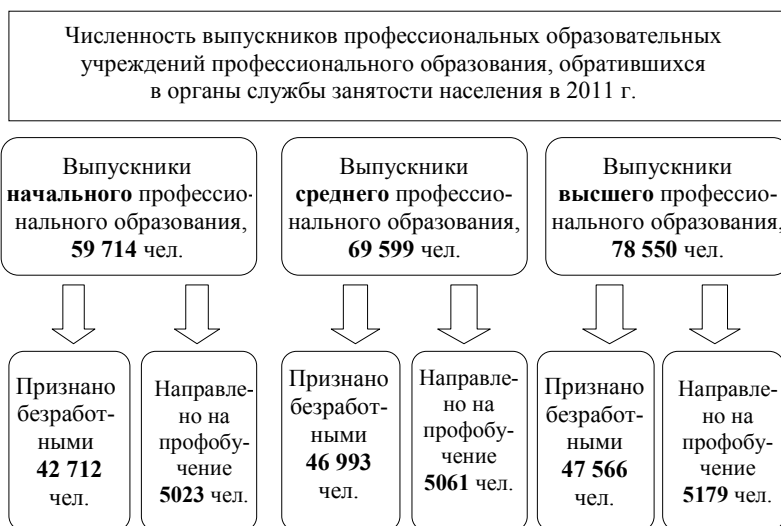 Численность выпускников профессиональных образовательных
учреждений профессионального образования, обратившихся
в органы службы занятости населения в 2011 г.
Выпускники
начального профессио-
нального образования,
59 714 чел.
Выпускники
среднего профессио-
нального образования,
69 599 чел.
Выпускники
высшего профессио-
нального образования,
78 550 чел.
Признано
безработ-
ными
42 712
чел.
Направле-
но на
профобу-
чение
5023 чел.
Признано
безработ-
ными
46 993
чел.
Направле-
но на
профобу-
чение
5061 чел.
Признано
безработ-
ными
47 566
чел.
Направле-
но на
профобу-
чение
5179 чел.